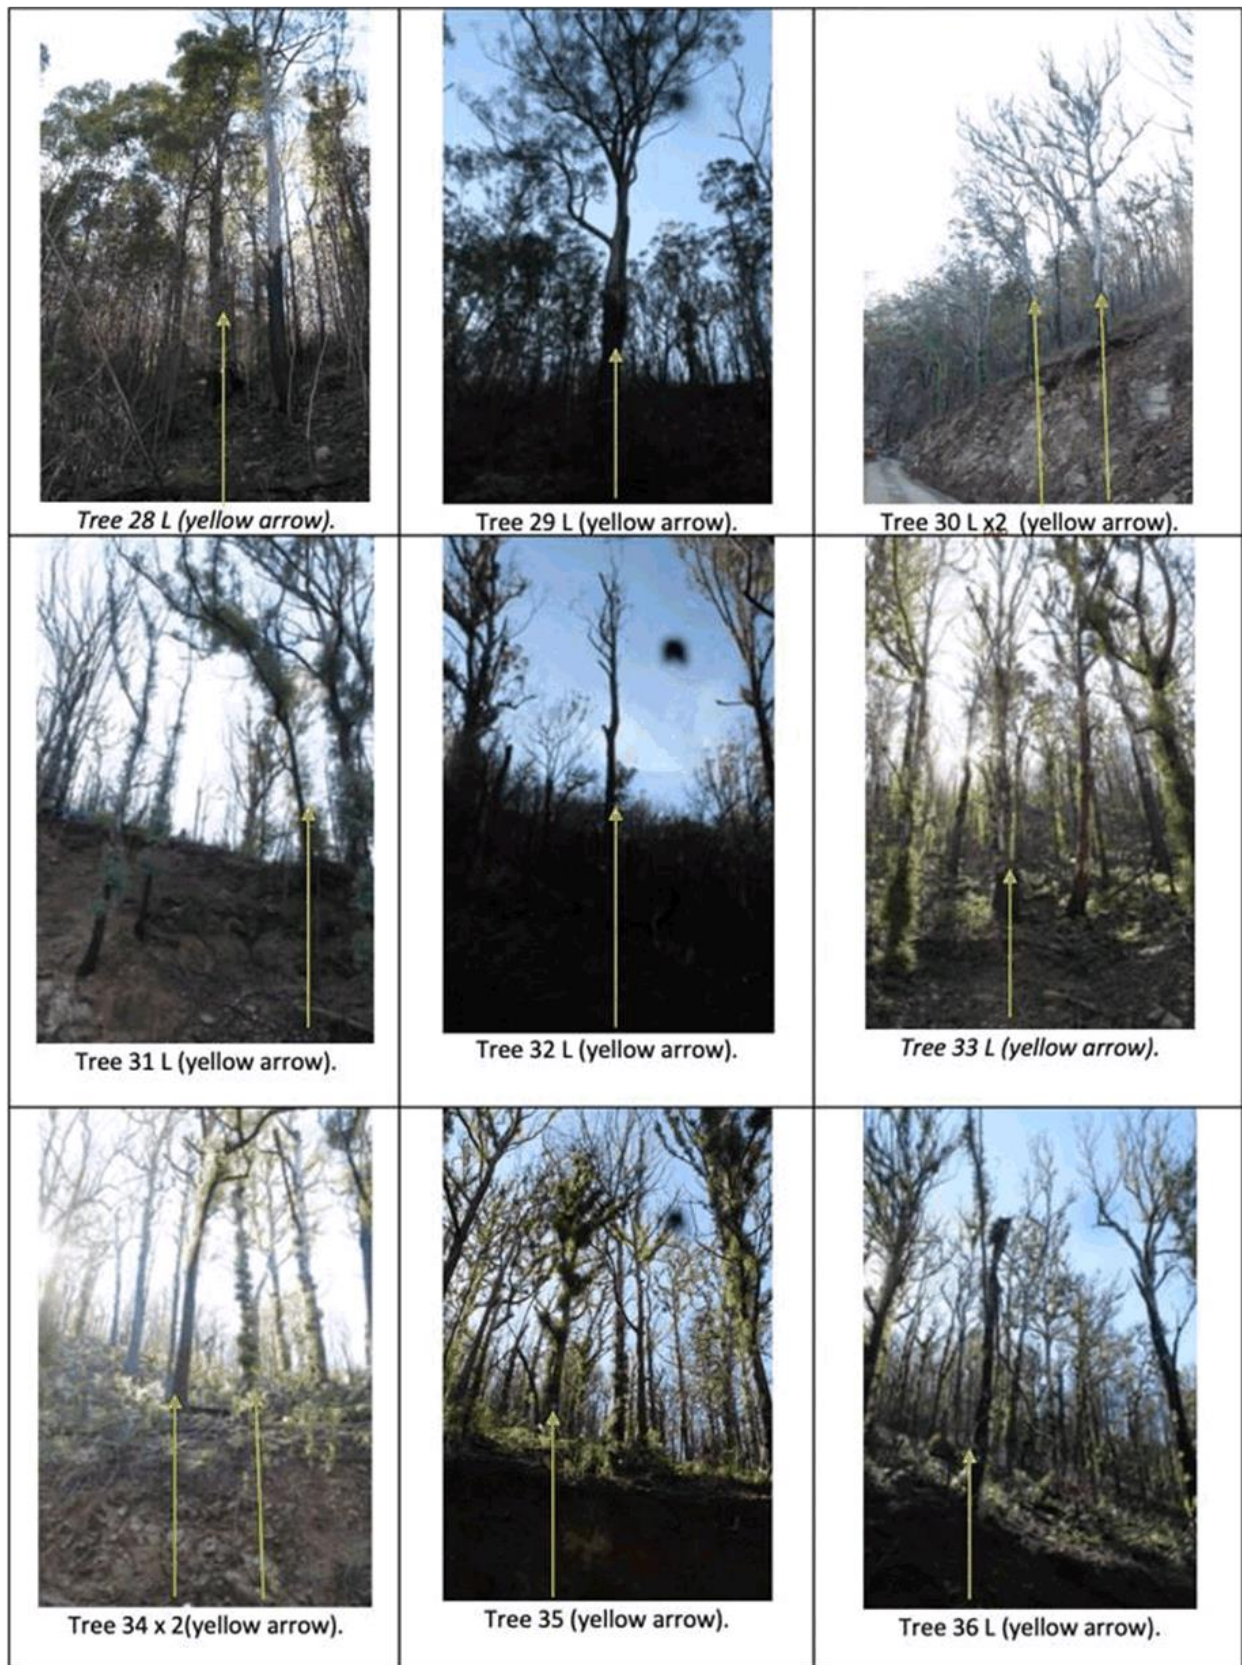 Tree 28 L (yellow arrow).
Tree 29 L (yellow arrow).
Tree 30 L x2  (yellow arrow).
Tree 31 L (yellow arrow).
Tree 32 L (yellow arrow).
Tree 33 L (yellow arrow).
Tree 34 x 2(yellow arrow).
Tree 35 (yellow arrow).
Tree 36 L (yellow arrow).